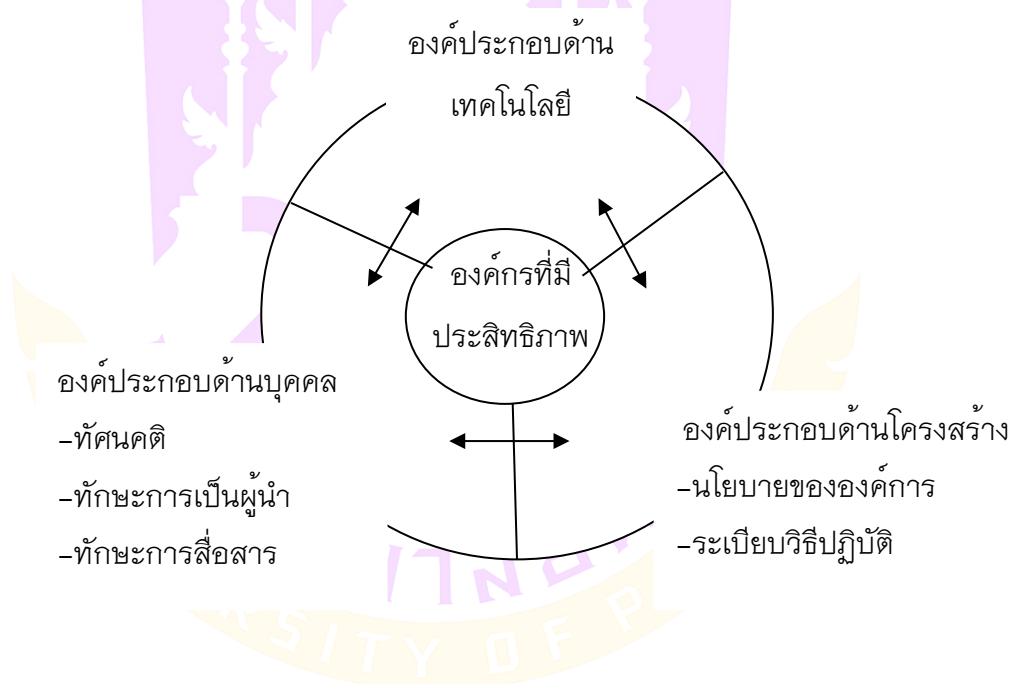 องค์ประกอบด้าน
เทคโนโลยี
องค์กรที่มี
ประสิทธิภาพ
องค์ประกอบด้านบุคคล
-ทัศนคติ
-ทักษะการเป็นผู้นำ
-ทักษะการสื่อสาร
องค์ประกอบด้านโครงสร้าง
-นโยบายขององค์การ
-ระเบียบวิธีปฏิบัติ